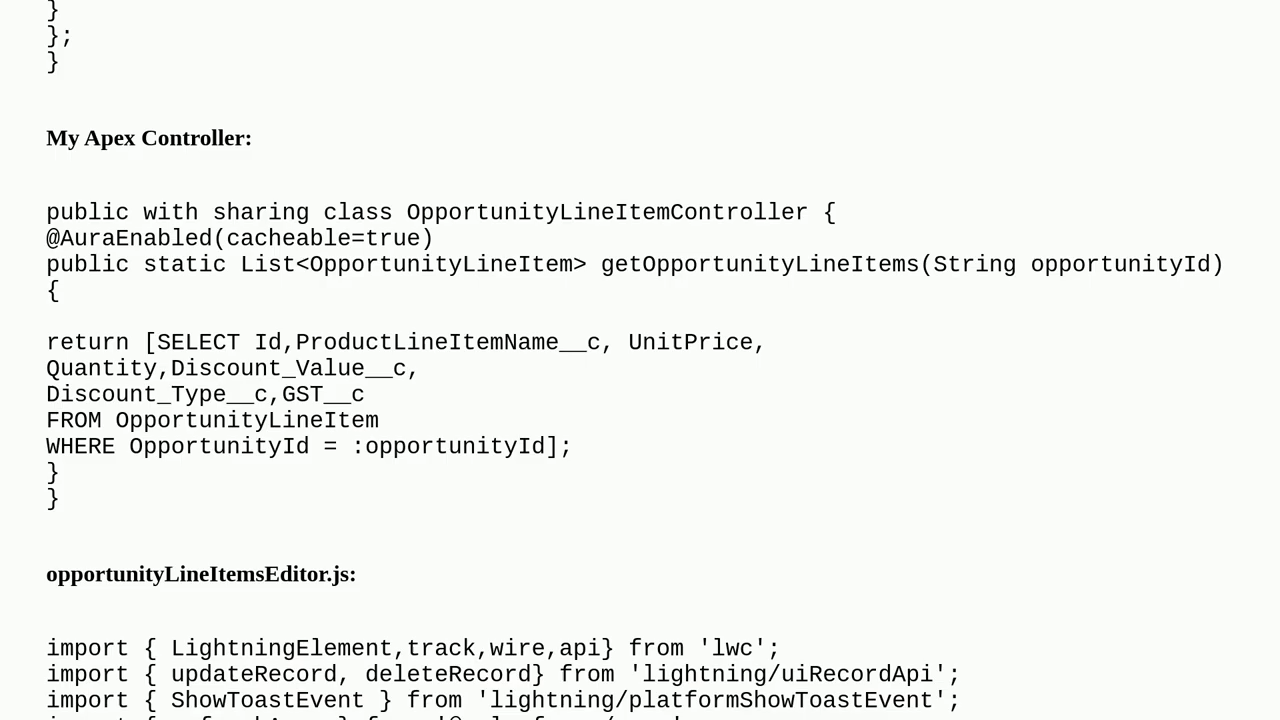 }
};
}
My Apex Controller:
public with sharing class OpportunityLineItemController {
@AuraEnabled(cacheable=true)
public static List<OpportunityLineItem> getOpportunityLineItems(String opportunityId)
{
return [SELECT Id,ProductLineItemName__c, UnitPrice,
Quantity,Discount_Value__c,
Discount_Type__c,GST__c
FROM OpportunityLineItem
WHERE OpportunityId = :opportunityId];
}
}
opportunityLineItemsEditor.js:
import { LightningElement,track,wire,api} from 'lwc';
import { updateRecord, deleteRecord} from 'lightning/uiRecordApi';
import { ShowToastEvent } from 'lightning/platformShowToastEvent';